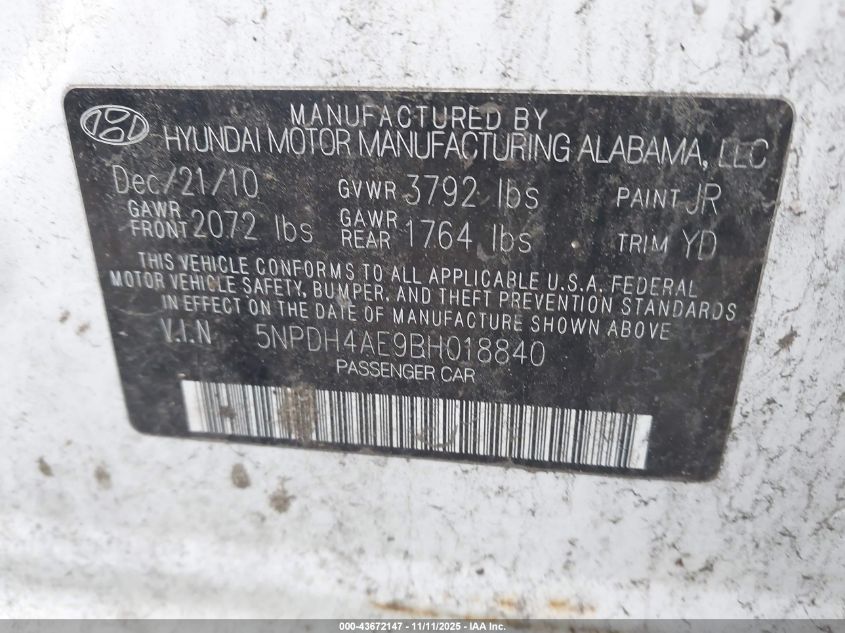 MANUFACTURED BY
HYUNDAI MOTOR MANUFACTURING ALABAMA, LLC
Dec/21/10 GVWR 3792 lbs PAINT JR
GAWR FRONT 2072 lbs GAWR REAR 1764 lbs TRIM YD
THIS VEHICLE CONFORMS TO ALL APPLICABLE U.S.A. FEDERAL
MOTOR VEHICLE SAFETY, BUMPER, AND THEFT PREVENTION STANDARDS
IN EFFECT ON THE DATE OF MANUFACTURE SHOWN ABOVE
V.I.N 5NPDH4AE9BH018840
PASSENGER CAR
000-43672147 - 11/11/2025 - IAA Inc.